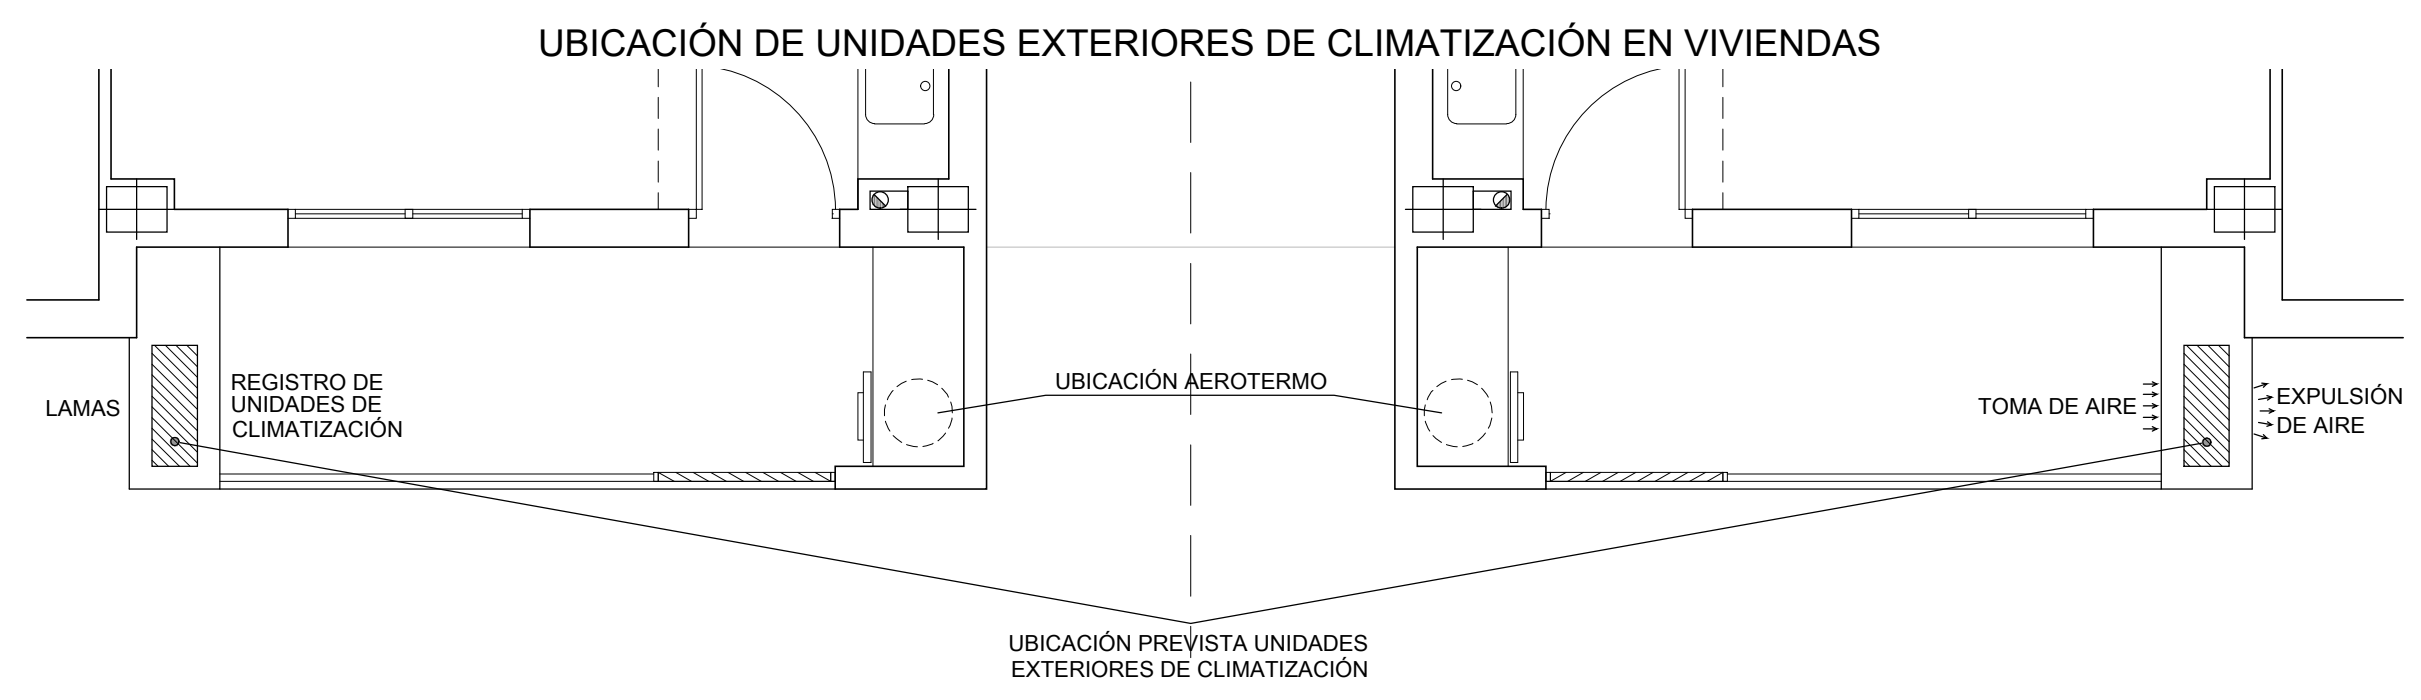 UBICACIÓN DE UNIDADES EXTERIORES DE CLIMATIZACIÓN EN VIVIENDAS
LAMAS
REGISTRO DE
UNIDADES DE
CLIMATIZACIÓN
UBICACIÓN AEROTERMO
TOMA DE AIRE
EXPULSIÓN
DE AIRE
UBICACIÓN PREVISTA UNIDADES
EXTERIORES DE CLIMATIZACIÓN